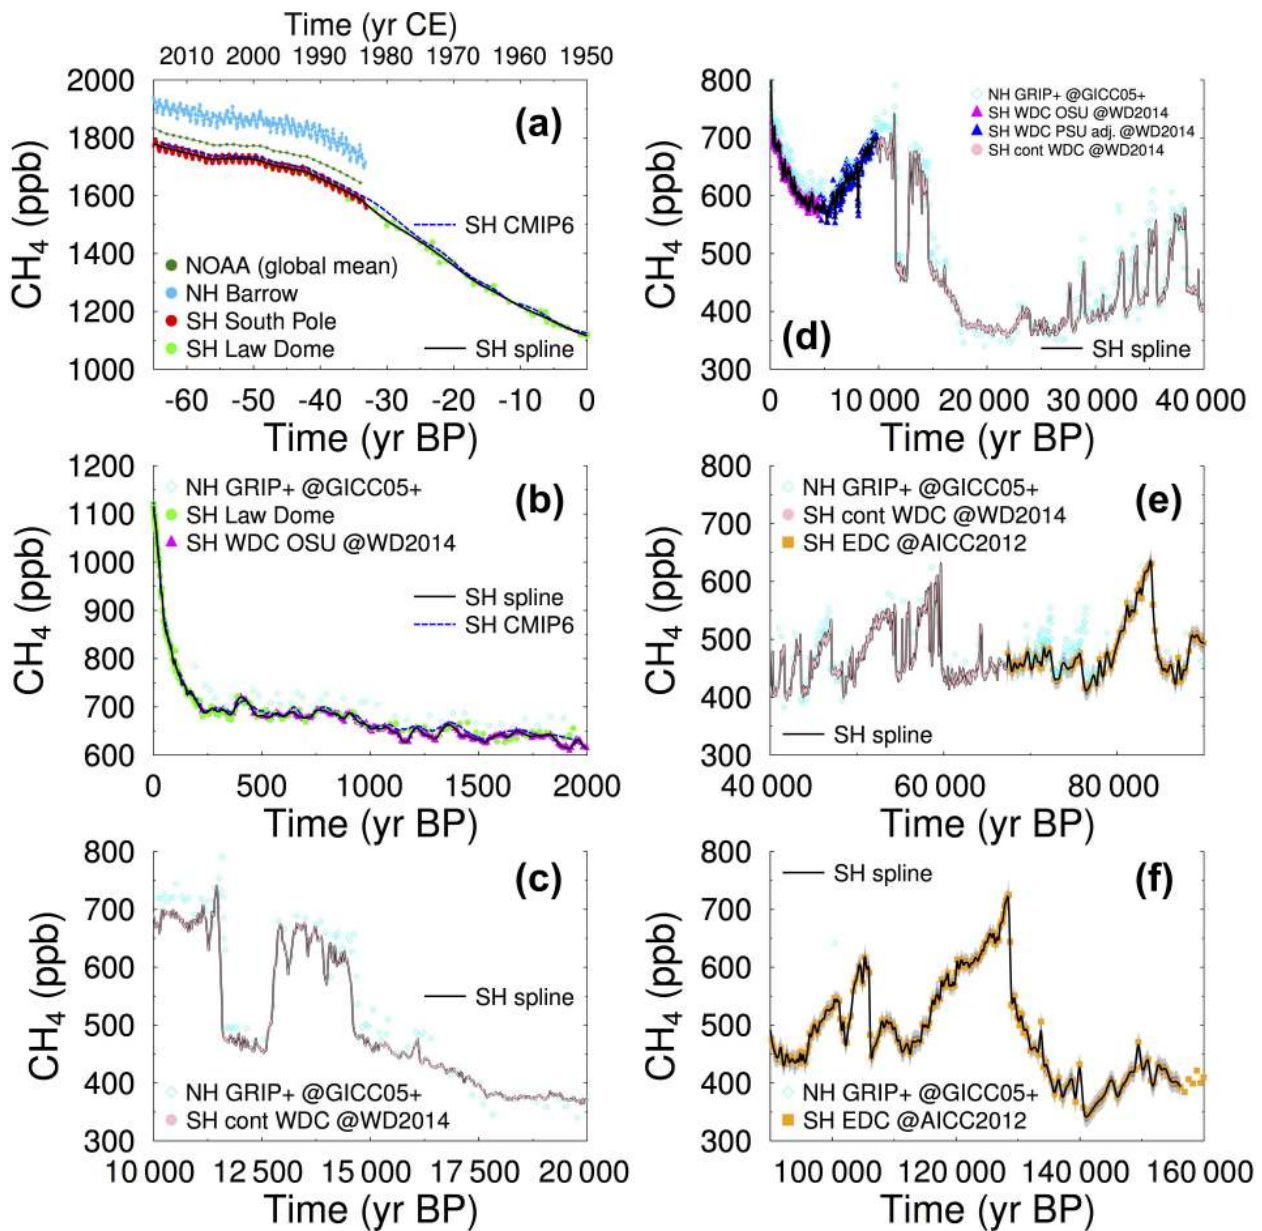 Time (yr CE)
2010 2000 1990 1980 1970 1960 1950
2000
1800
1600
1400
1200
1000
CH4 (ppb)
(a)
SH CMIP6
NOAA (global mean)
NH Barrow
SH South Pole
SH Law Dome
SH spline
-60 -50 -40 -30 -20 -10 0
Time (yr BP)
800
700
600
500
400
300
CH4 (ppb)
NH GRIP+ @GICC05+
SH WDC OSU @WD2014
SH WDC PSU adj. @WD2014
SH cont WDC @WD2014
(d)
SH spline
0 10 000 20 000 30 000 40 000
Time (yr BP)
1200
1100
1000
900
800
700
600
CH4 (ppb)
NH GRIP+ @GICC05+
SH Law Dome
SH WDC OSU @WD2014
(b)
SH spline
SH CMIP6
0 500 1000 1500 2000
Time (yr BP)
800
700
600
500
400
300
CH4 (ppb)
NH GRIP+ @GICC05+
SH cont WDC @WD2014
SH EDC @AICC2012
(e)
SH spline
40 000 60 000 80 000
Time (yr BP)
800
700
600
500
400
300
CH4 (ppb)
(c)
SH spline
NH GRIP+ @GICC05+
SH cont WDC @WD2014
10 000 12 500 15 000 17 500 20 000
Time (yr BP)
800
700
600
500
400
300
CH4 (ppb)
SH spline
(f)
NH GRIP+ @GICC05+
SH EDC @AICC2012
100 000 120 000 140 000 160 000
Time (yr BP)